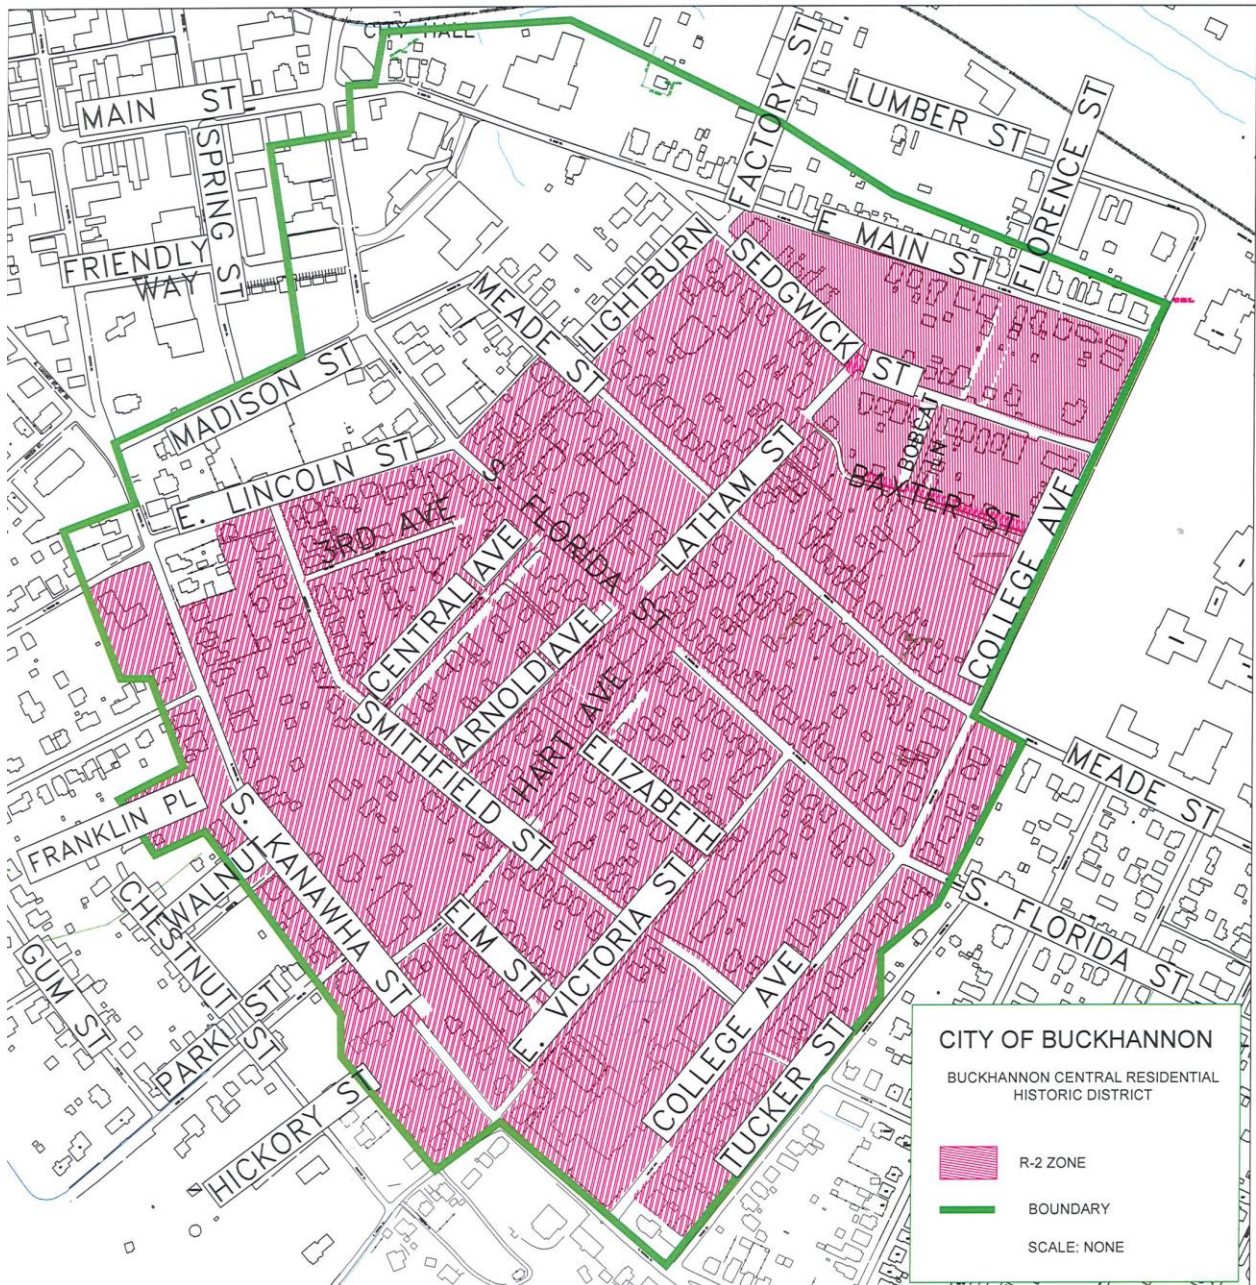 CITY HALL
MAIN ST
SPRING ST
FRIENDLY
WAY
FACTORY ST
LUMBER ST
FLORENCE ST
E MAIN ST
SEDGWICK
ST
LIGHTBURN
MEADE ST
MADISON ST
E. LINCOLN ST
3RD AVE
S. FLORIDA ST
LATHAM ST
BOBCAT
LN
BAXTER ST
COLLEGE AVE
CENTRAL AVE
ARNOLD AVE
HART AVE
SMITHFIELD ST
ELIZABETH
MEADE ST
FRANKLIN PL
S. KANAWHA ST
WALNUT
CHESTNUT ST
GUM ST
PARK ST
HICKORY ST
ELM ST
E. VICTORIA ST
COLLEGE AVE
TUCKER ST
S. FLORIDA ST
CITY OF BUCKHANNON
BUCKHANNON CENTRAL RESIDENTIAL
HISTORIC DISTRICT
R-2 ZONE
BOUNDARY
SCALE: NONE